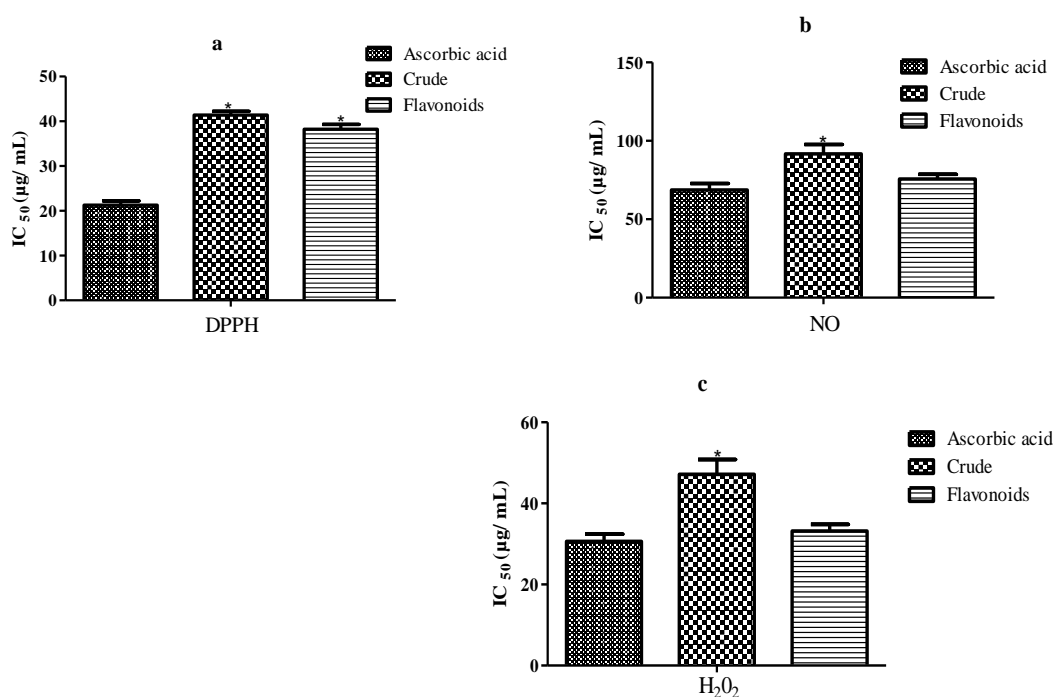 a
Ascorbic acid
Crude
Flavonoids
50
40
30
20
10
0
IC 50 (µg/ mL)
*
*
DPPH
b
Ascorbic acid
Crude
Flavonoids
150
100
50
0
IC 50 (µg/ mL)
*
NO
c
Ascorbic acid
Crude
Flavonoids
60
40
20
0
IC 50 (µg/ mL)
*
H202